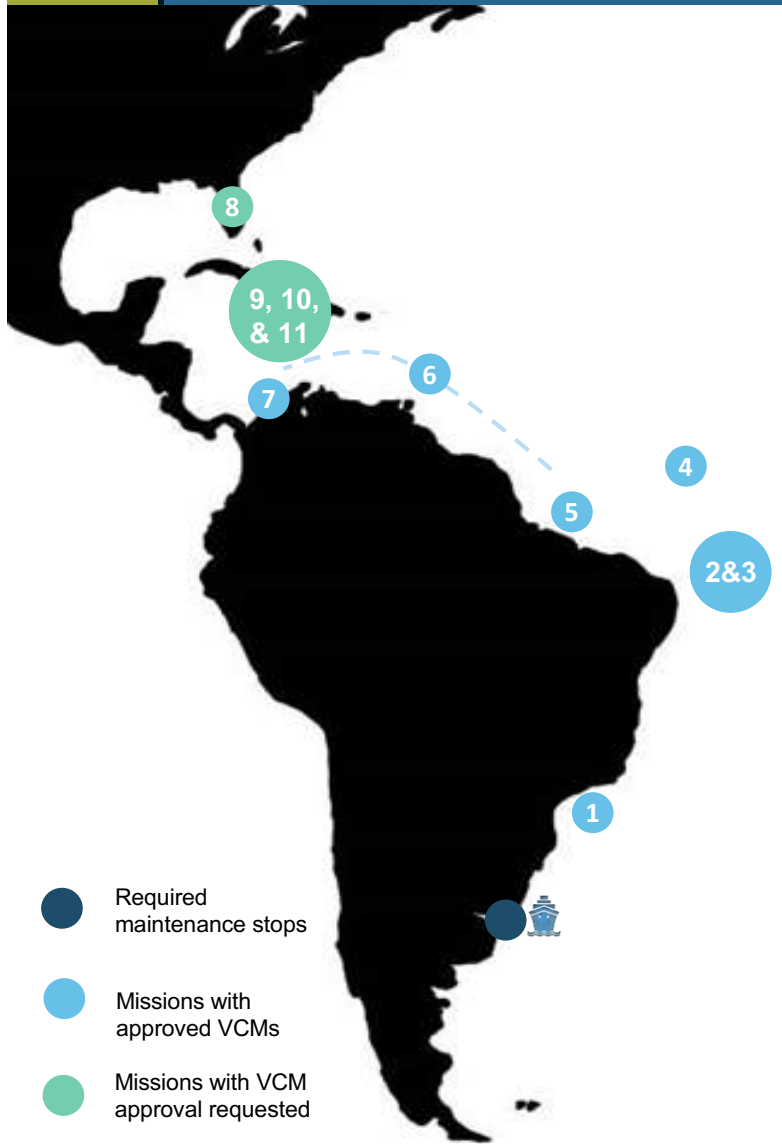 8
9, 10,
& 11
6
7
4
5
2&3
1
Required
maintenance stops
Missions with
approved VCMs
Missions with VCM
approval requested